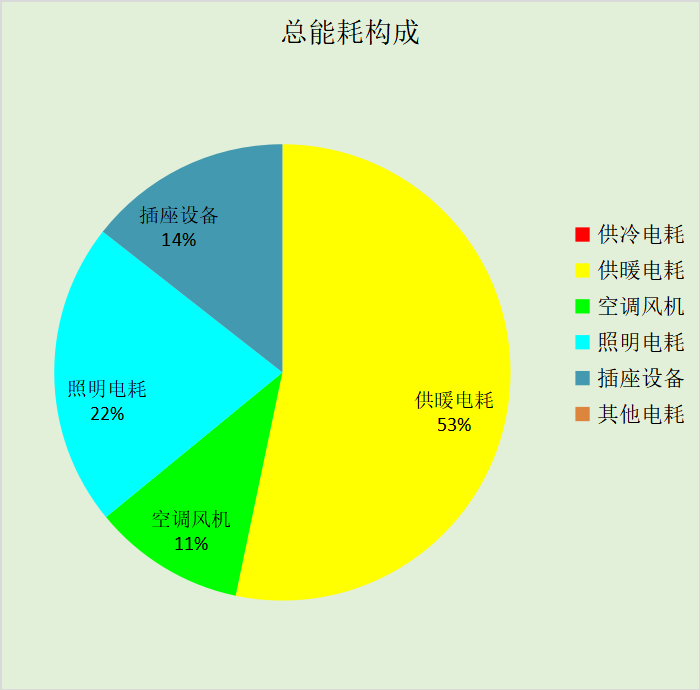 总能耗构成
插座设备
14%
照明电耗
22%
供暖电耗
53%
空调风机
11%
供冷电耗
供暖电耗
空调风机
照明电耗
插座设备
其他电耗